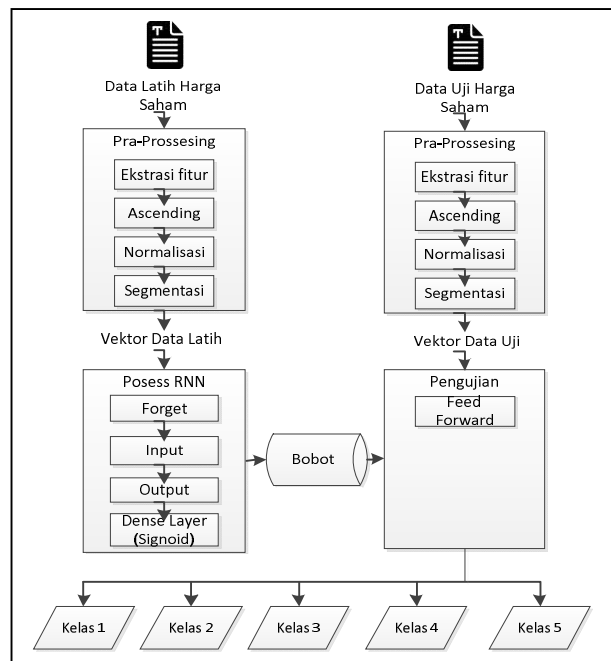 T
Data Latih Harga
Saham
Pra-Prossesing
Ekstrasi fitur
Ascending
Normalisasi
Segmentasi
Vektor Data Latih
Posess RNN
Forget
Input
Output
Dense Layer
(Signoid)
Bobot
T
Data Uji Harga
Saham
Pra-Prossesing
Ekstrasi fitur
Ascending
Normalisasi
Segmentasi
Vektor Data Uji
Pengujian
Feed
Forward
Kelas 1
Kelas 2
Kelas 3
Kelas 4
Kelas 5